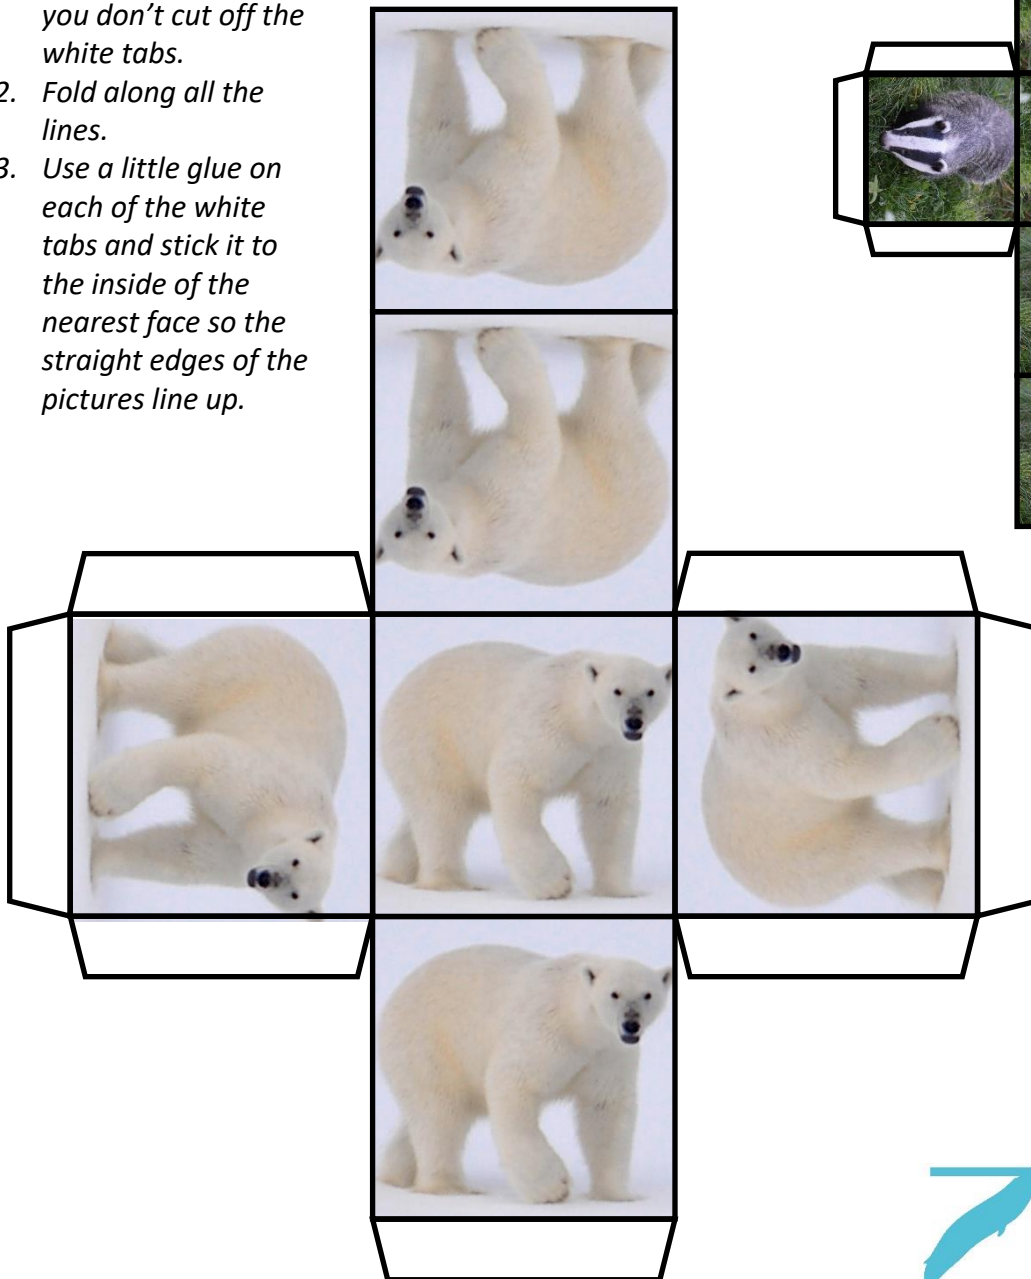 you don’t cut off the
white tabs.
2. Fold along all the
lines.
3. Use a little glue on
each of the white
tabs and stick it to
the inside of the
nearest face so the
straight edges of the
pictures line up.